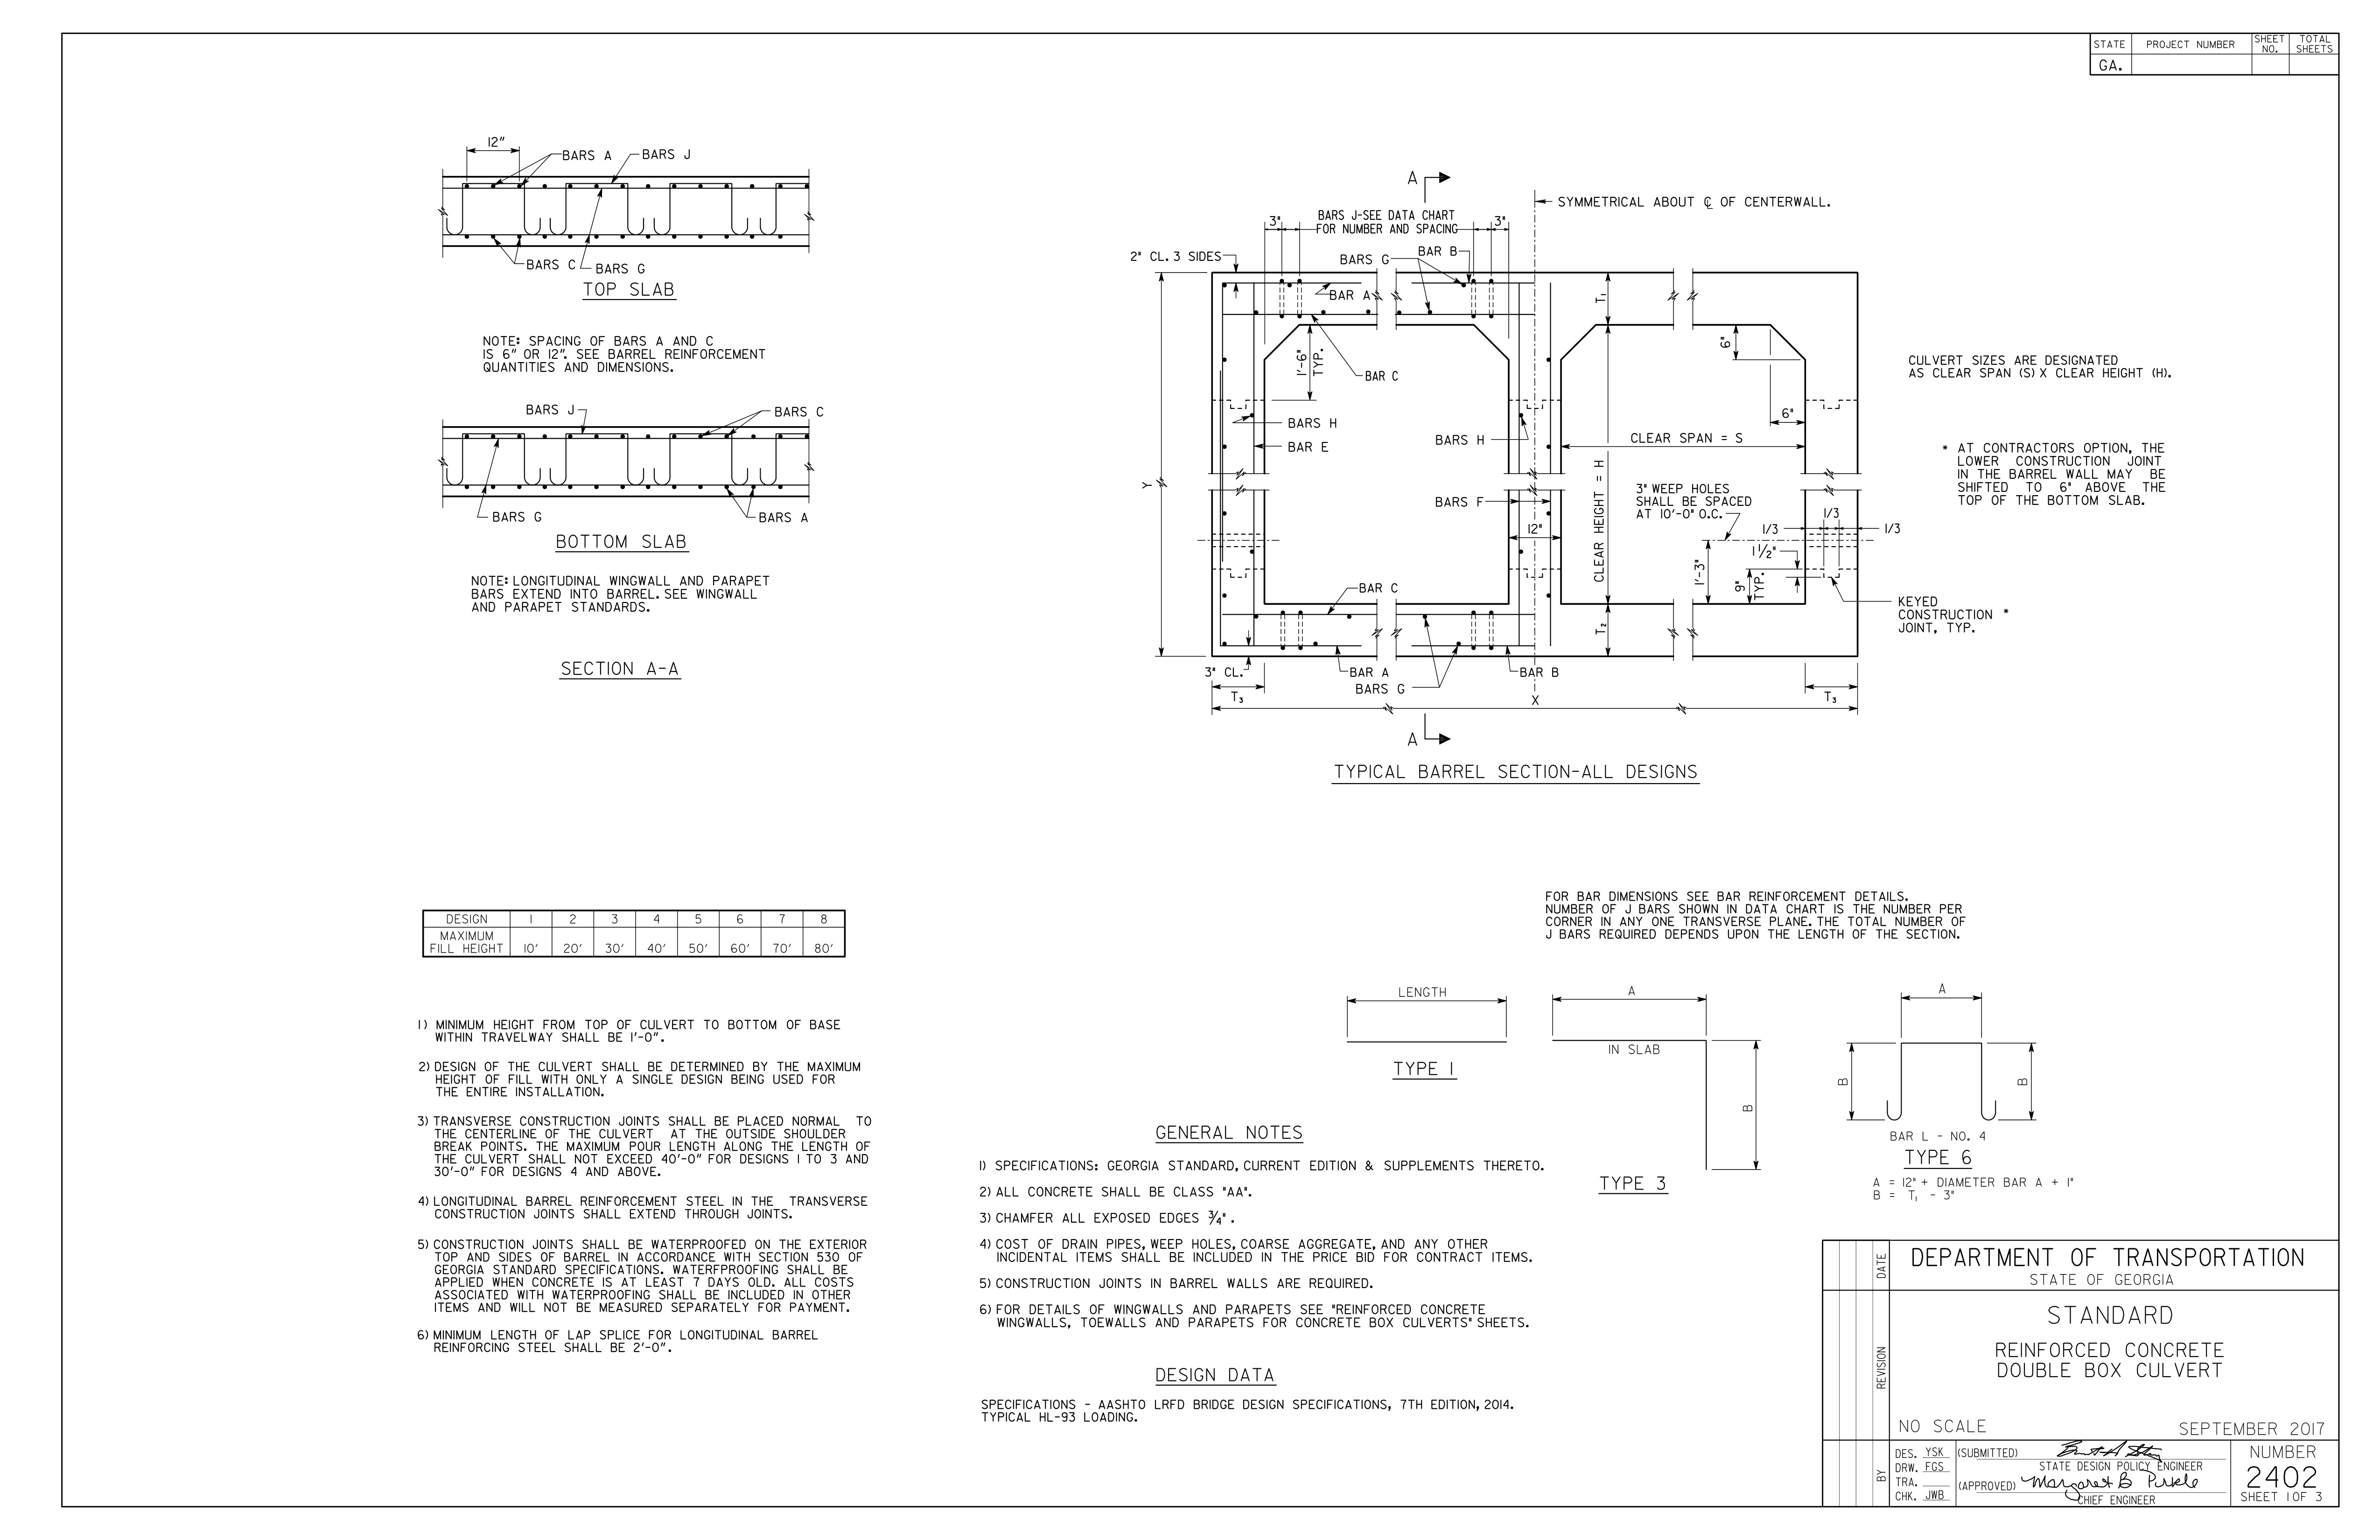 STATE PROJECT NUMBER SHEET NO. TOTAL SHEETS
GA.
12"
BARS A
BARS J
BARS C
BARS G
TOP SLAB
NOTE: SPACING OF BARS A AND C
IS 6" OR 12". SEE BARREL REINFORCEMENT
QUANTITIES AND DIMENSIONS.
BARS J
BARS C
BARS G
BARS A
BOTTOM SLAB
NOTE: LONGITUDINAL WINGWALL AND PARAPET
BARS EXTEND INTO BARREL. SEE WINGWALL
AND PARAPET STANDARDS.
SECTION A-A
A
SYMMETRICAL ABOUT ℄ OF CENTERWALL.
3"
BARS J-SEE DATA CHART
FOR NUMBER AND SPACING
3"
2" CL. 3 SIDES
BARS G
BAR B
BAR A
T₁
1'-6"
TYP.
6"
BAR C
6"
CULVERT SIZES ARE DESIGNATED
AS CLEAR SPAN (S) X CLEAR HEIGHT (H).
BARS H
BAR E
BARS H
CLEAR SPAN = S
CLEAR HEIGHT = H
Y
BARS F
12"
3" WEEP HOLES
SHALL BE SPACED
AT 10'-0" O.C.
* AT CONTRACTORS OPTION, THE
LOWER CONSTRUCTION JOINT
IN THE BARREL WALL MAY BE
SHIFTED TO 6" ABOVE THE
TOP OF THE BOTTOM SLAB.
1/3
1/3
1/3
1 1/2"
1'-3"
9"
TYP.
BAR C
KEYED
CONSTRUCTION *
JOINT, TYP.
T₂
3" CL.
BAR A
BAR B
BARS G
T₃
X
T₃
A
TYPICAL BARREL SECTION-ALL DESIGNS
DESIGN 1 2 3 4 5 6 7 8
MAXIMUM
FILL HEIGHT 10' 20' 30' 40' 50' 60' 70' 80'
1) MINIMUM HEIGHT FROM TOP OF CULVERT TO BOTTOM OF BASE
WITHIN TRAVELWAY SHALL BE 1'-0".
2) DESIGN OF THE CULVERT SHALL BE DETERMINED BY THE MAXIMUM
HEIGHT OF FILL WITH ONLY A SINGLE DESIGN BEING USED FOR
THE ENTIRE INSTALLATION.
3) TRANSVERSE CONSTRUCTION JOINTS SHALL BE PLACED NORMAL TO
THE CENTERLINE OF THE CULVERT AT THE OUTSIDE SHOULDER
BREAK POINTS. THE MAXIMUM POUR LENGTH ALONG THE LENGTH OF
THE CULVERT SHALL NOT EXCEED 40'-0" FOR DESIGNS 1 TO 3 AND
30'-0" FOR DESIGNS 4 AND ABOVE.
4) LONGITUDINAL BARREL REINFORCEMENT STEEL IN THE TRANSVERSE
CONSTRUCTION JOINTS SHALL EXTEND THROUGH JOINTS.
5) CONSTRUCTION JOINTS SHALL BE WATERPROOFED ON THE EXTERIOR
TOP AND SIDES OF BARREL IN ACCORDANCE WITH SECTION 530 OF
GEORGIA STANDARD SPECIFICATIONS. WATERFPROOFING SHALL BE
APPLIED WHEN CONCRETE IS AT LEAST 7 DAYS OLD. ALL COSTS
ASSOCIATED WITH WATERPROOFING SHALL BE INCLUDED IN OTHER
ITEMS AND WILL NOT BE MEASURED SEPARATELY FOR PAYMENT.
6) MINIMUM LENGTH OF LAP SPLICE FOR LONGITUDINAL BARREL
REINFORCING STEEL SHALL BE 2'-0".
FOR BAR DIMENSIONS SEE BAR REINFORCEMENT DETAILS.
NUMBER OF J BARS SHOWN IN DATA CHART IS THE NUMBER PER
CORNER IN ANY ONE TRANSVERSE PLANE. THE TOTAL NUMBER OF
J BARS REQUIRED DEPENDS UPON THE LENGTH OF THE SECTION.
LENGTH
TYPE 1
A
IN SLAB
B
TYPE 3
A
B
B
BAR L - NO. 4
TYPE 6
A = 12" + DIAMETER BAR A + 1"
B = T₁ - 3"
GENERAL NOTES
1) SPECIFICATIONS: GEORGIA STANDARD, CURRENT EDITION & SUPPLEMENTS THERETO.
2) ALL CONCRETE SHALL BE CLASS "AA".
3) CHAMFER ALL EXPOSED EDGES 3/4".
4) COST OF DRAIN PIPES, WEEP HOLES, COARSE AGGREGATE, AND ANY OTHER
INCIDENTAL ITEMS SHALL BE INCLUDED IN THE PRICE BID FOR CONTRACT ITEMS.
5) CONSTRUCTION JOINTS IN BARREL WALLS ARE REQUIRED.
6) FOR DETAILS OF WINGWALLS AND PARAPETS SEE "REINFORCED CONCRETE
WINGWALLS, TOEWALLS AND PARAPETS FOR CONCRETE BOX CULVERTS" SHEETS.
DESIGN DATA
SPECIFICATIONS - AASHTO LRFD BRIDGE DESIGN SPECIFICATIONS, 7TH EDITION, 2014.
TYPICAL HL-93 LOADING.
DATE
REVISION
BY
DEPARTMENT OF TRANSPORTATION
STATE OF GEORGIA
STANDARD
REINFORCED CONCRETE
DOUBLE BOX CULVERT
NO SCALE
SEPTEMBER 2017
DES. YSK
DRW. FGS
TRA.
CHK. JWB
(SUBMITTED)
STATE DESIGN POLICY ENGINEER
(APPROVED) Margaret B Pirkle
CHIEF ENGINEER
NUMBER
2402
SHEET 1 OF 3